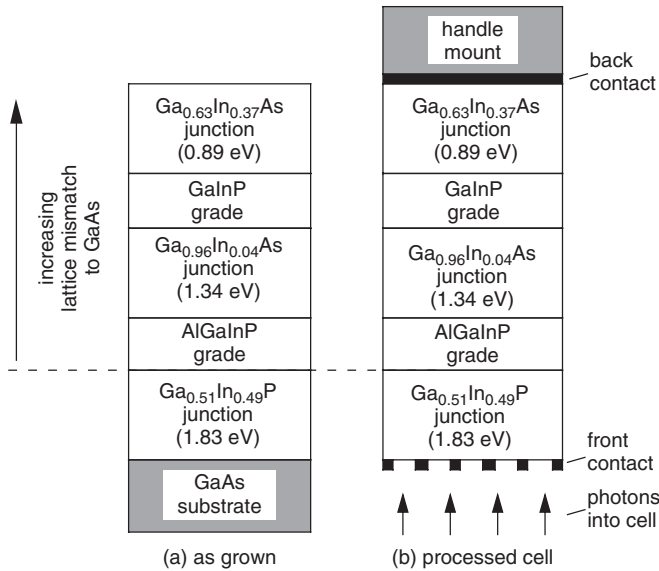 increasing
lattice mismatch
to GaAs
Ga₀.₆₃In₀.₃₇As
junction
(0.89 eV)
GaInP
grade
Ga₀.₉₆In₀.₀₄As
junction
(1.34 eV)
AlGaInP
grade
Ga₀.₅₁In₀.₄₉P
junction
(1.83 eV)
GaAs
substrate
(a) as grown
handle
mount
back
contact
Ga₀.₆₃In₀.₃₇As
junction
(0.89 eV)
GaInP
grade
Ga₀.₉₆In₀.₀₄As
junction
(1.34 eV)
AlGaInP
grade
Ga₀.₅₁In₀.₄₉P
junction
(1.83 eV)
front
contact
photons
into cell
(b) processed cell